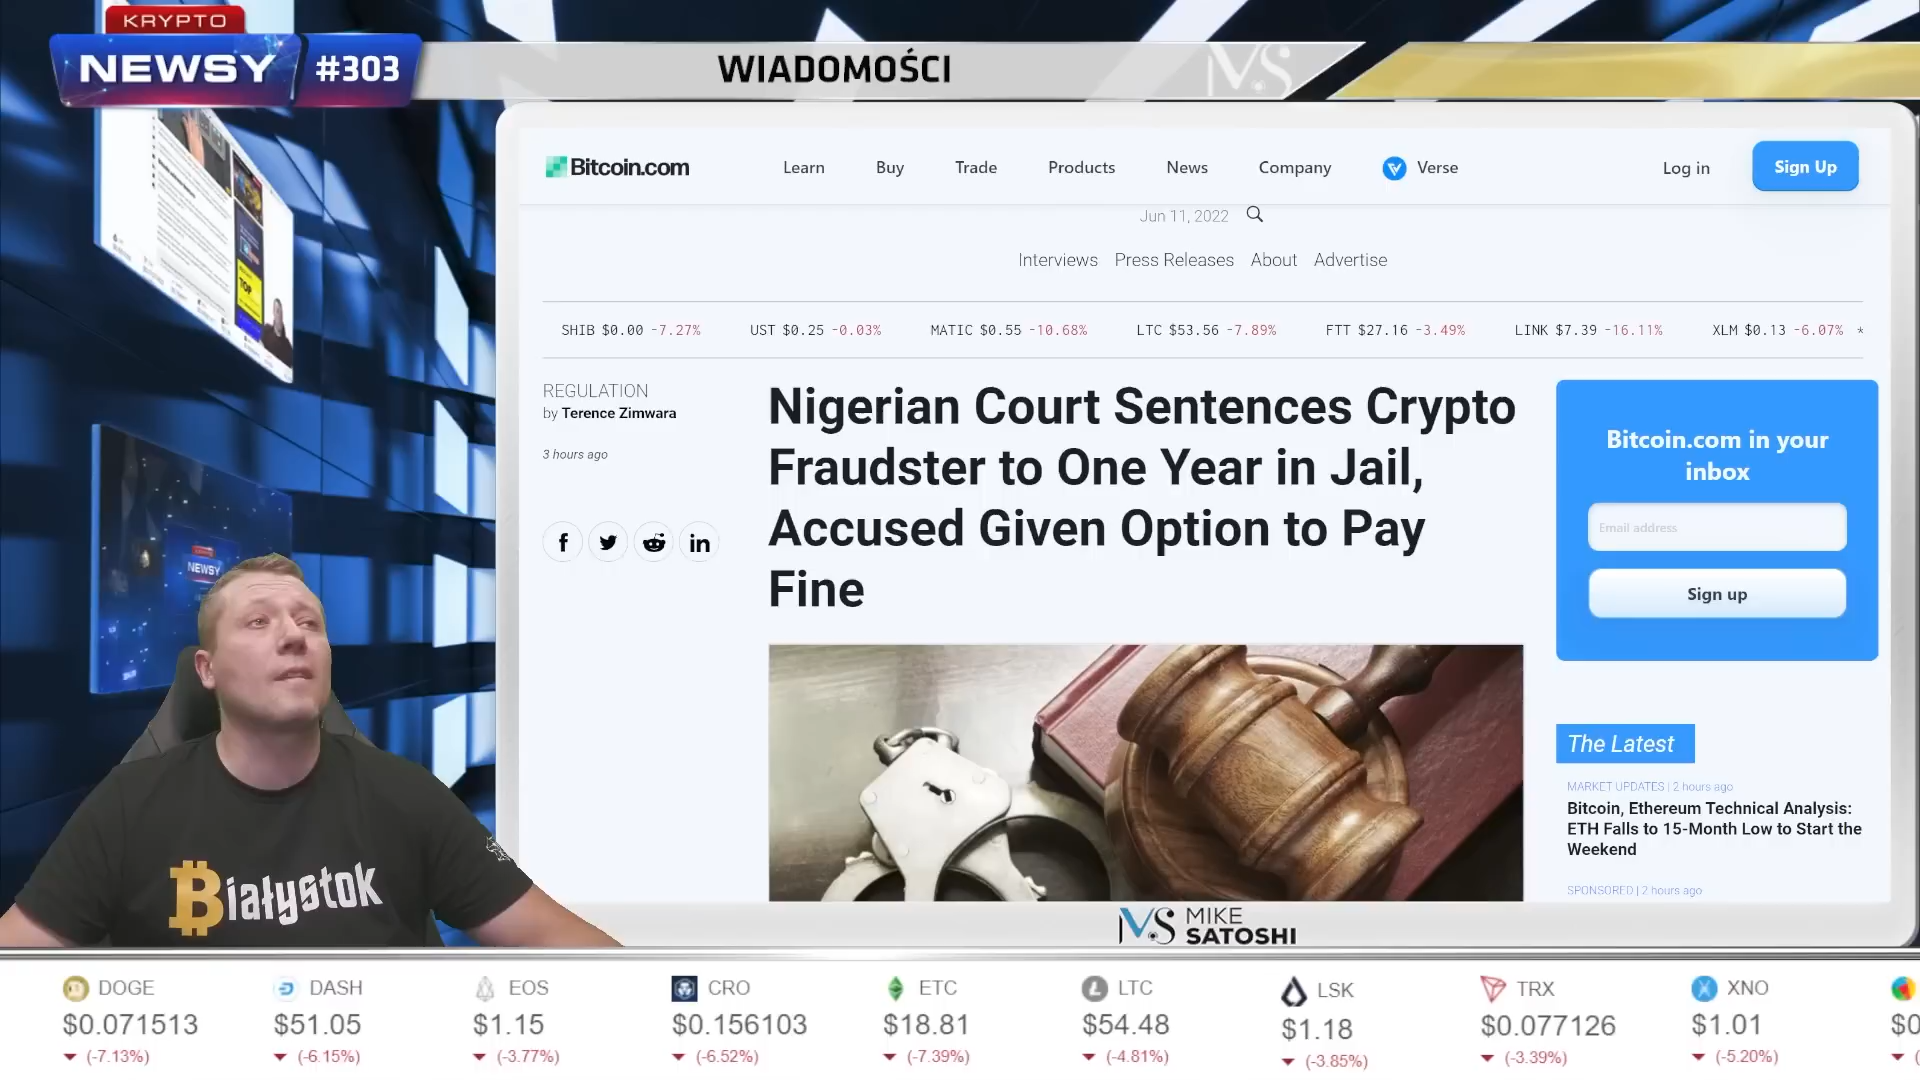 KRYPTO
NEWSY #303
WIADOMOŚCI
MS
Bitcoin.com
Learn Buy Trade Products News Company Verse
Log in Sign Up
Jun 11, 2022
Interviews Press Releases About Advertise
SHIB $0.00 -7.27% UST $0.25 -0.03% MATIC $0.55 -10.68% LTC $53.56 -7.89% FTT $27.16 -3.49% LINK $7.39 -16.11% XLM $0.13 -6.07% *
REGULATION
by Terence Zimwara
3 hours ago
Nigerian Court Sentences Crypto
Fraudster to One Year in Jail,
Accused Given Option to Pay
Fine
Bitcoin.com in your
inbox
Email address
Sign up
The Latest
MARKET UPDATES | 2 hours ago
Bitcoin, Ethereum Technical Analysis:
ETH Falls to 15-Month Low to Start the
Weekend
SPONSORED | 2 hours ago
TOP
NEWSY
Białystok
MS MIKE
SATOSHI
DOGE DASH EOS CRO ETC LTC LSK TRX XNO
$0.071513 $51.05 $1.15 $0.156103 $18.81 $54.48 $1.18 $0.077126 $1.01 $0
(-7.13%) (-6.15%) (-3.77%) (-6.52%) (-7.39%) (-4.81%) (-3.85%) (-3.39%) (-5.20%) (